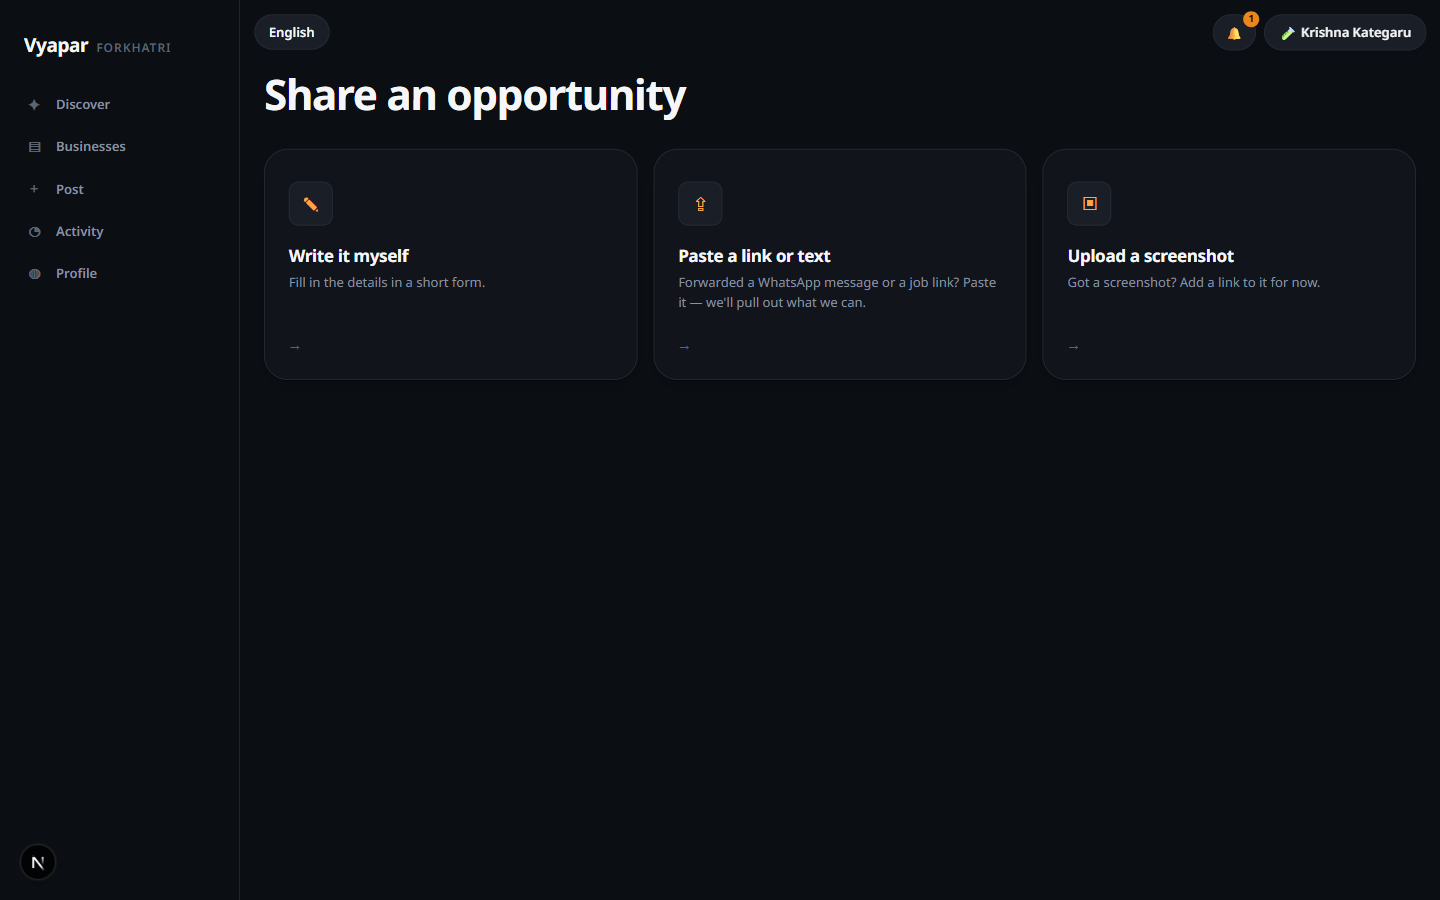 Vyapar FORKHATRI
Discover
Businesses
Post
Activity
Profile
English
1
Krishna Kategaru
Share an opportunity
Write it myself
Fill in the details in a short form.
→
Paste a link or text
Forwarded a WhatsApp message or a job link? Paste
it — we'll pull out what we can.
→
Upload a screenshot
Got a screenshot? Add a link to it for now.
→
N